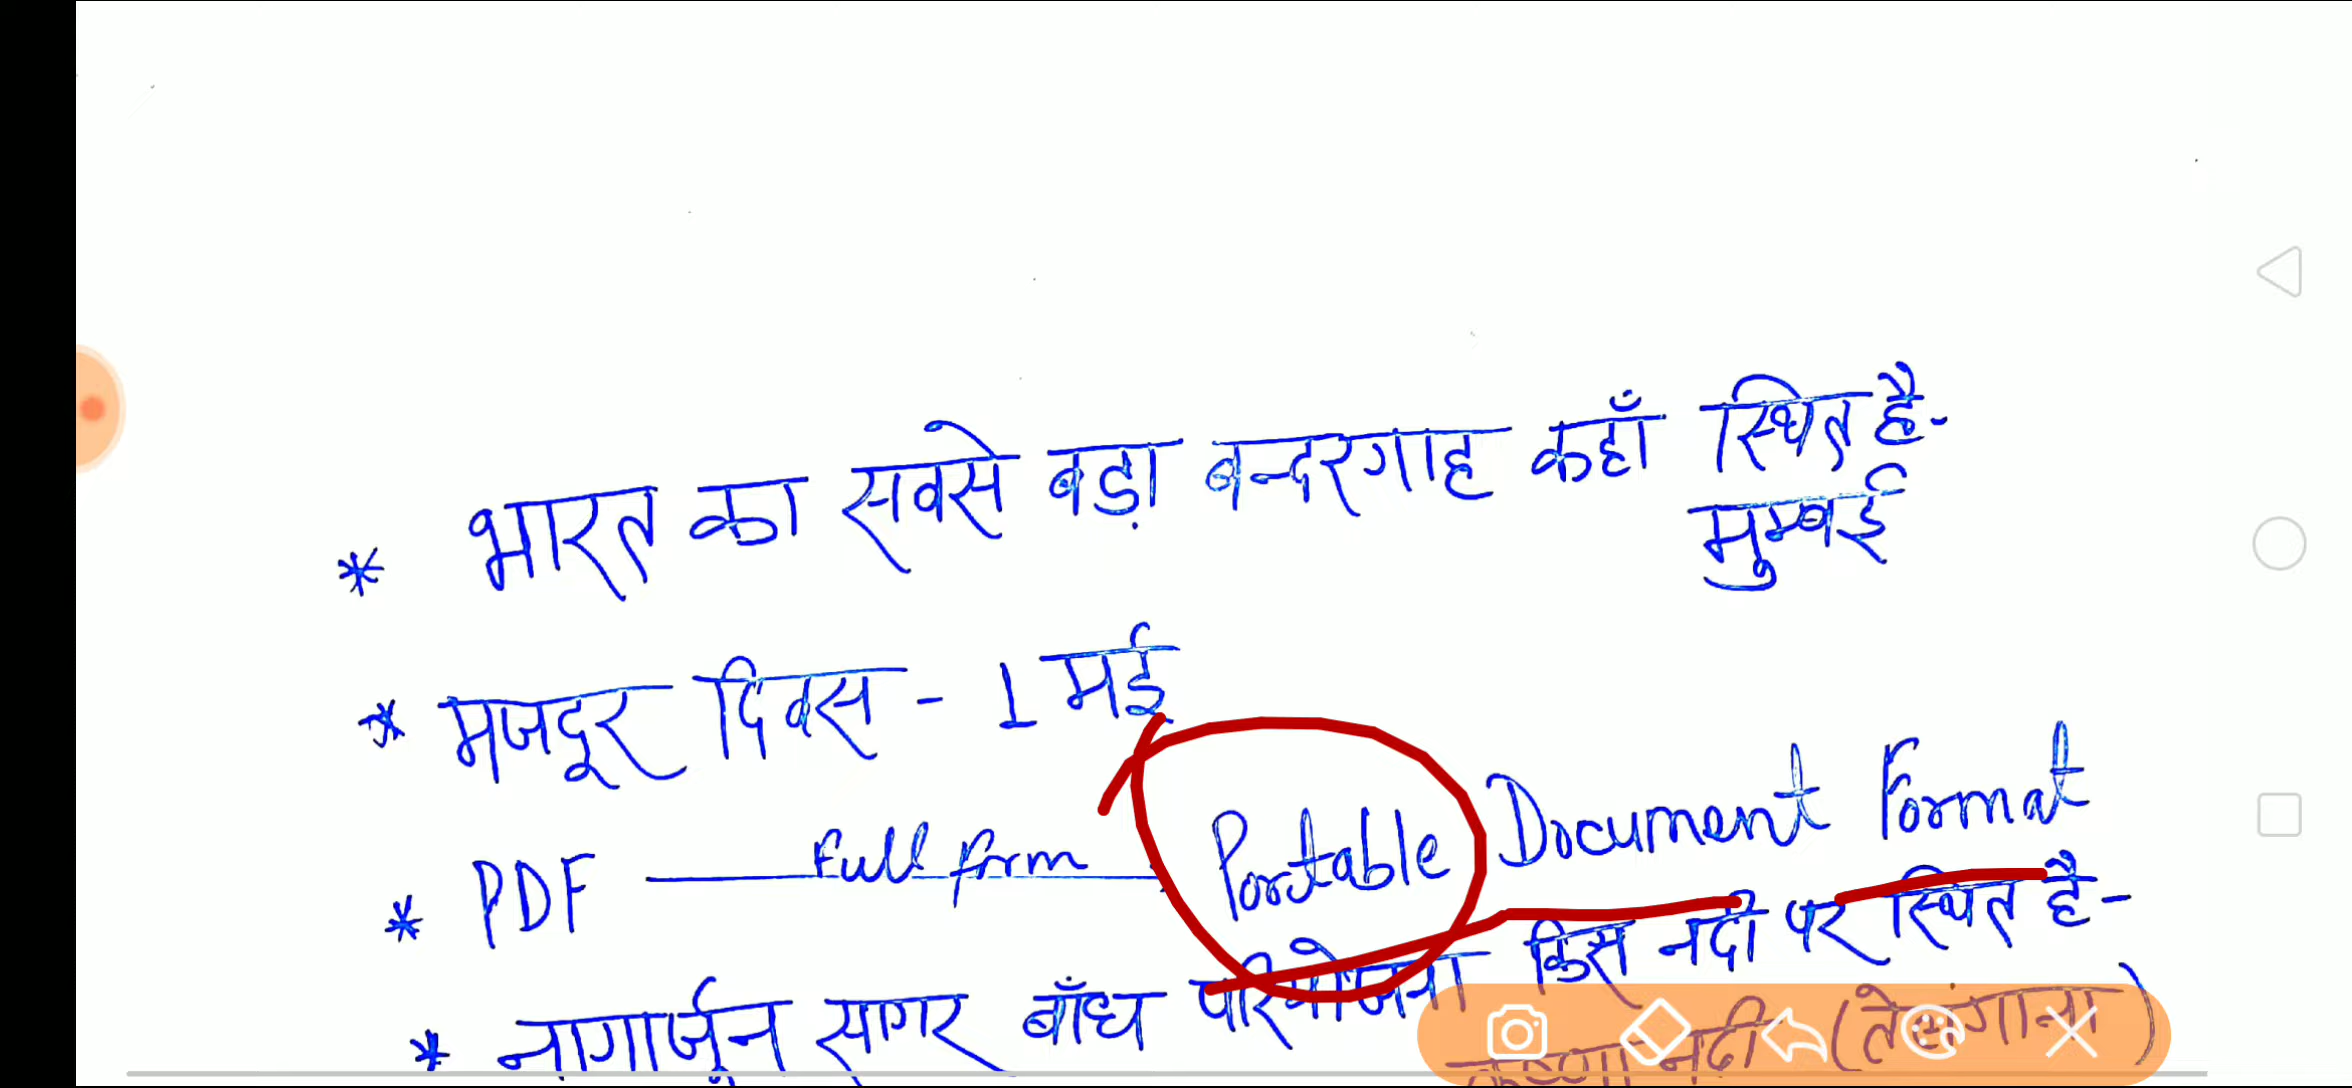 * भारत का सबसे बड़ा बन्दरगाह कहाँ स्थित है-
मुम्बई
* मजदूर दिवस - 1 मई
* PDF Full form Portable Document Format
* नागार्जुन सागर बाँध परियोजना किस नदी पर स्थित है-
कृष्णा नदी (तेलंगाना)